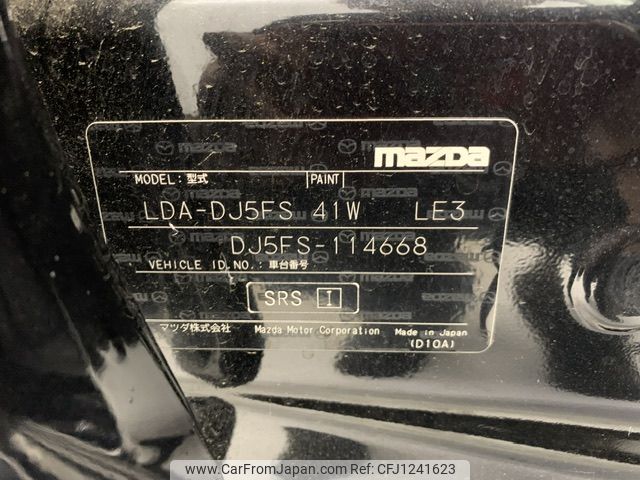 mazda
MODEL: 型式 PAINT
LDA-DJ5FS 41W LE3
DJ5FS-114668
VEHICLE ID.NO.: 車台番号
SRS I
マツダ株式会社 Mazda Motor Corporation Made in Japan
(D10A)
www.CarFromJapan.com | CFJ1241623